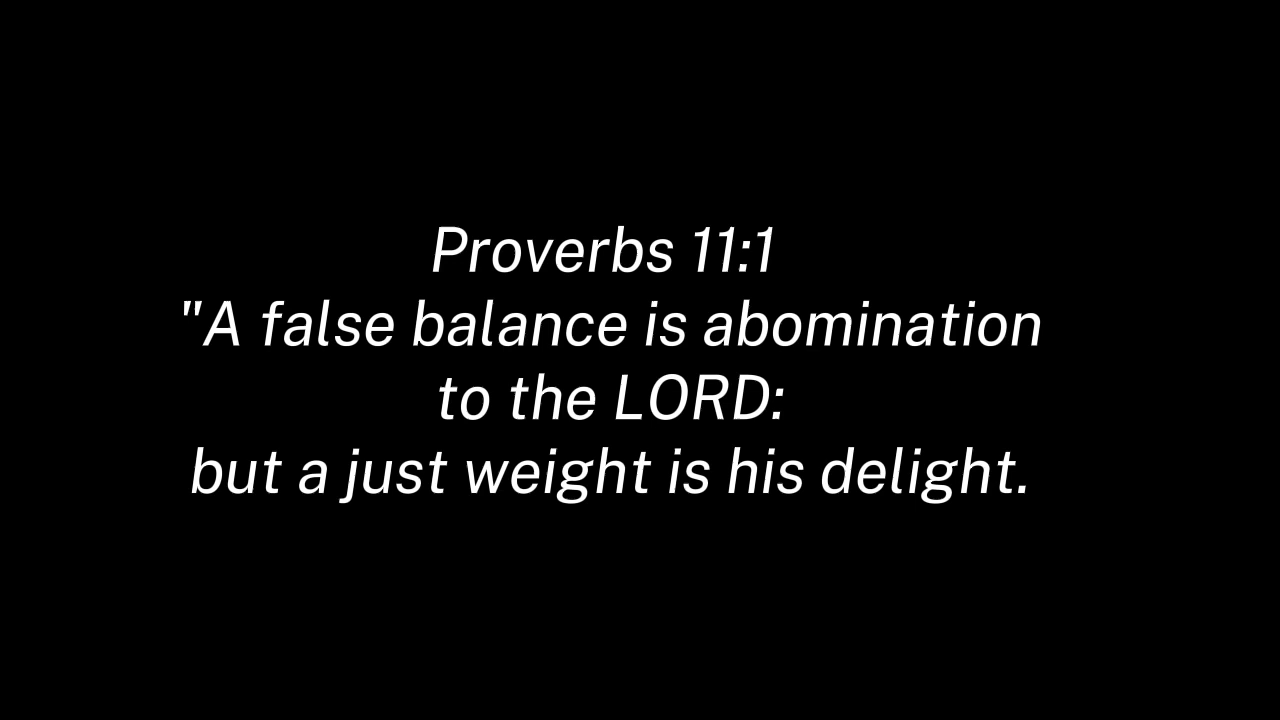 Proverbs 11:1
"A false balance is abomination
to the LORD:
but a just weight is his delight.